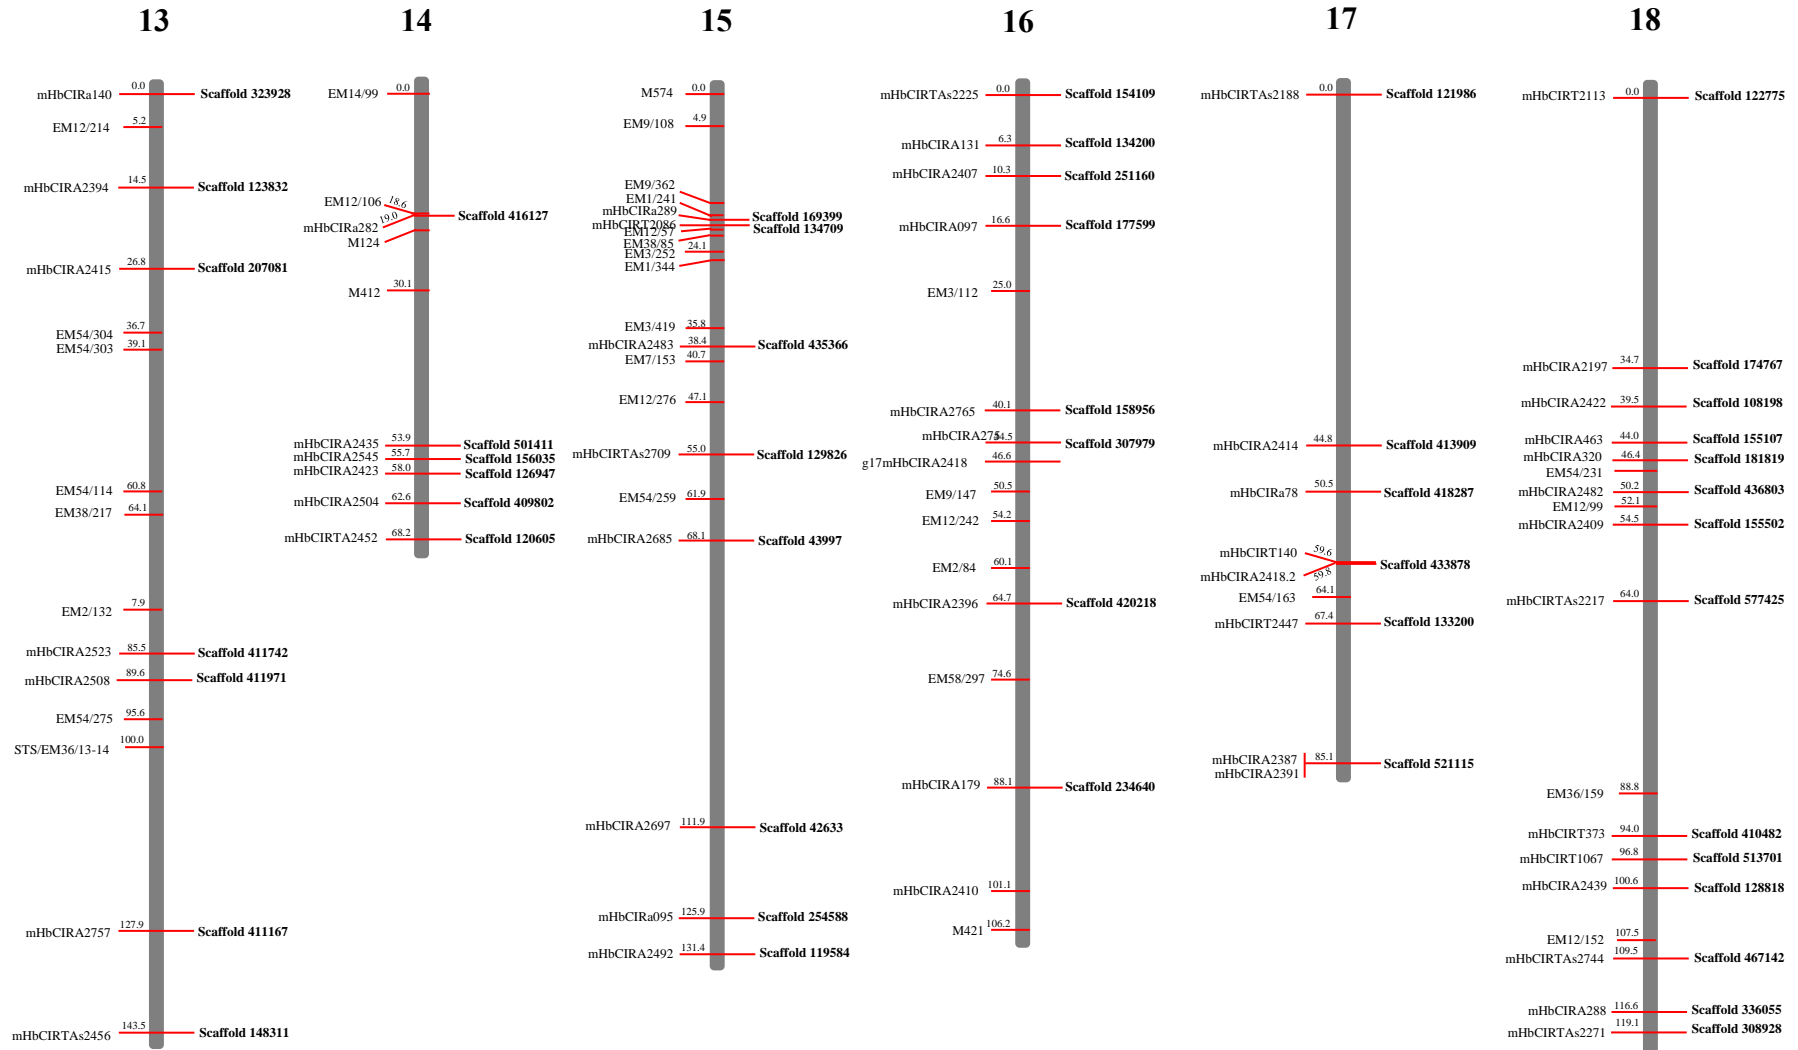 13
mHbCIRa140 0.0 Scaffold 323928
EM12/214 5.2
mHbCIRA2394 14.5 Scaffold 123832
mHbCIRA2415 26.8 Scaffold 207081
EM54/304 36.7
EM54/303 39.1
EM54/114 60.8
EM38/217 64.1
EM2/132 7.9
mHbCIRA2523 85.5 Scaffold 411742
mHbCIRA2508 89.6 Scaffold 411971
EM54/275 95.6
STS/EM36/13-14 100.0
mHbCIRA2757 127.9 Scaffold 411167
mHbCIRTAs2456 143.5 Scaffold 148311
14
EM14/99 0.0
EM12/106 18.6
mHbCIRa282 19.0 Scaffold 416127
M124
M412 30.1
mHbCIRA2435 53.9 Scaffold 501411
mHbCIRA2545 55.7 Scaffold 156035
mHbCIRA2423 58.0 Scaffold 126947
mHbCIRA2504 62.6 Scaffold 409802
mHbCIRTA2452 68.2 Scaffold 120605
15
M574 0.0
EM9/108 4.9
EM9/362
EM1/241
mHbCIRa289 Scaffold 169399
mHbCIRT2086 Scaffold 134709
EM12/57
EM38/85
EM3/252 24.1
EM1/344
EM3/419 35.8
mHbCIRA2483 38.4 Scaffold 435366
EM7/153 40.7
EM12/276 47.1
mHbCIRTAs2709 55.0 Scaffold 129826
EM54/259 61.9
mHbCIRA2685 68.1 Scaffold 43997
mHbCIRA2697 111.9 Scaffold 42633
mHbCIRa095 125.9 Scaffold 254588
mHbCIRA2492 131.4 Scaffold 119584
16
mHbCIRTAs2225 0.0 Scaffold 154109
mHbCIRA131 6.3 Scaffold 134200
mHbCIRA2407 10.3 Scaffold 251160
mHbCIRA097 16.6 Scaffold 177599
EM3/112 25.0
mHbCIRA2765 40.1 Scaffold 158956
Scaffold 307979
g17mHbCIRA2418 46.6
EM9/147 50.5
EM12/242 54.2
EM2/84 60.1
mHbCIRA2396 64.7 Scaffold 420218
EM58/297 74.6
mHbCIRA179 88.1 Scaffold 234640
mHbCIRA2410 101.1
M421 106.2
17
mHbCIRTAs2188 0.0 Scaffold 121986
mHbCIRA2414 44.8 Scaffold 413909
mHbCIRa78 50.5 Scaffold 418287
mHbCIRT140 59.6
mHbCIRA2418.2 59.8 Scaffold 433878
EM54/163 64.1
mHbCIRT2447 67.4 Scaffold 133200
mHbCIRA2387 85.1 Scaffold 521115
mHbCIRA2391
18
mHbCIRT2113 0.0 Scaffold 122775
mHbCIRA2197 34.7 Scaffold 174767
mHbCIRA2422 39.5 Scaffold 108198
mHbCIRA463 44.0 Scaffold 155107
mHbCIRA320 46.4 Scaffold 181819
EM54/231
mHbCIRA2482 50.2 Scaffold 436803
EM12/99 52.1
mHbCIRA2409 54.5 Scaffold 155502
mHbCIRTAs2217 64.0 Scaffold 577425
EM36/159 88.8
mHbCIRT373 94.0 Scaffold 410482
mHbCIRT1067 96.8 Scaffold 513701
mHbCIRA2439 100.6 Scaffold 128818
EM12/152 107.5
mHbCIRTAs2744 109.5 Scaffold 467142
mHbCIRA288 116.6 Scaffold 336055
mHbCIRTAs2271 119.1 Scaffold 308928